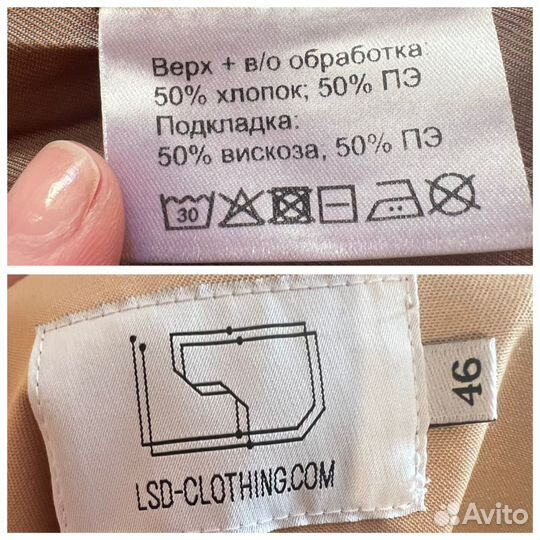 Верх + в/о обработка:
50% хлопок; 50% ПЭ
Подкладка:
50% вискоза, 50% ПЭ
30
46
LSD-CLOTHING.COM
Avito